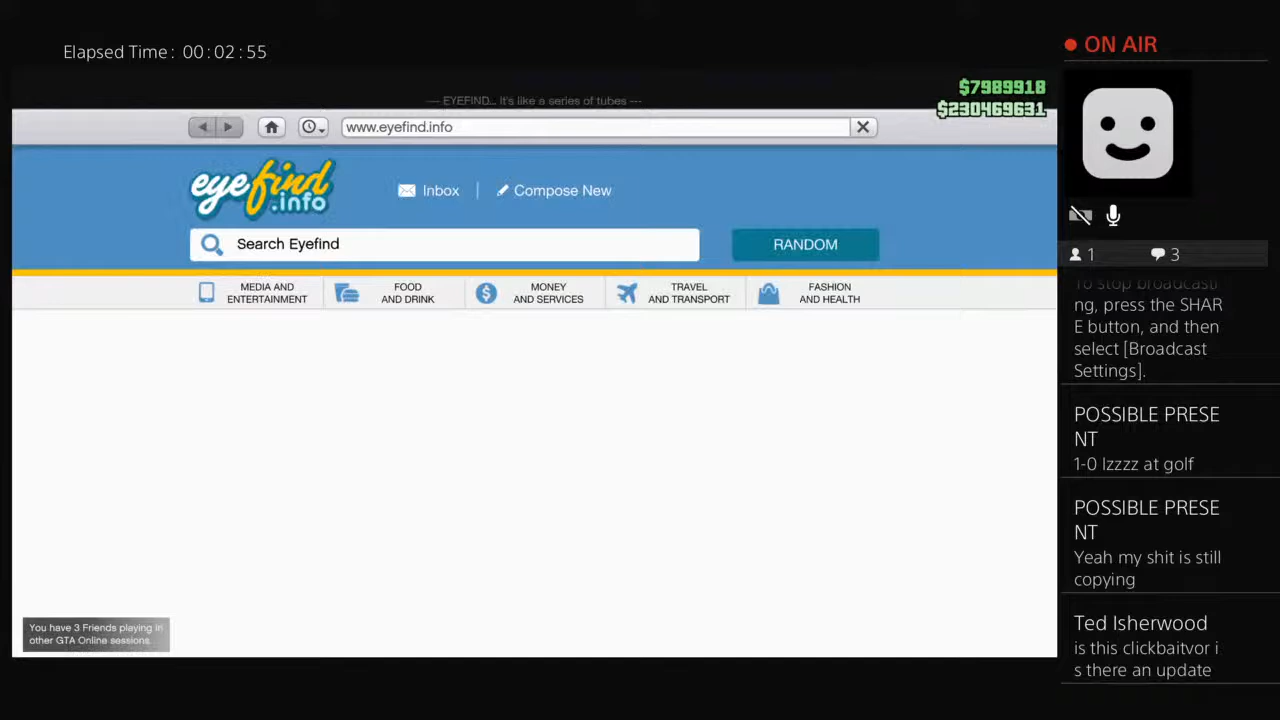 Elapsed Time: 00:02:55
ON AIR
--- EYEFIND... It's like a series of tubes ---
$7989918
$230469631
www.eyefind.info
eyefind
.info
Inbox
Compose New
Search Eyefind
RANDOM
MEDIA AND
ENTERTAINMENT
FOOD
AND DRINK
MONEY
AND SERVICES
TRAVEL
AND TRANSPORT
FASHION
AND HEALTH
You have 3 Friends playing in
other GTA Online sessions.
1
3
To stop broadcasti
ng, press the SHAR
E button, and then
select [Broadcast
Settings].
POSSIBLE PRESE
NT
1-0 Izzzz at golf
POSSIBLE PRESE
NT
Yeah my shit is still
copying
Ted Isherwood
is this clickbaitvor i
s there an update